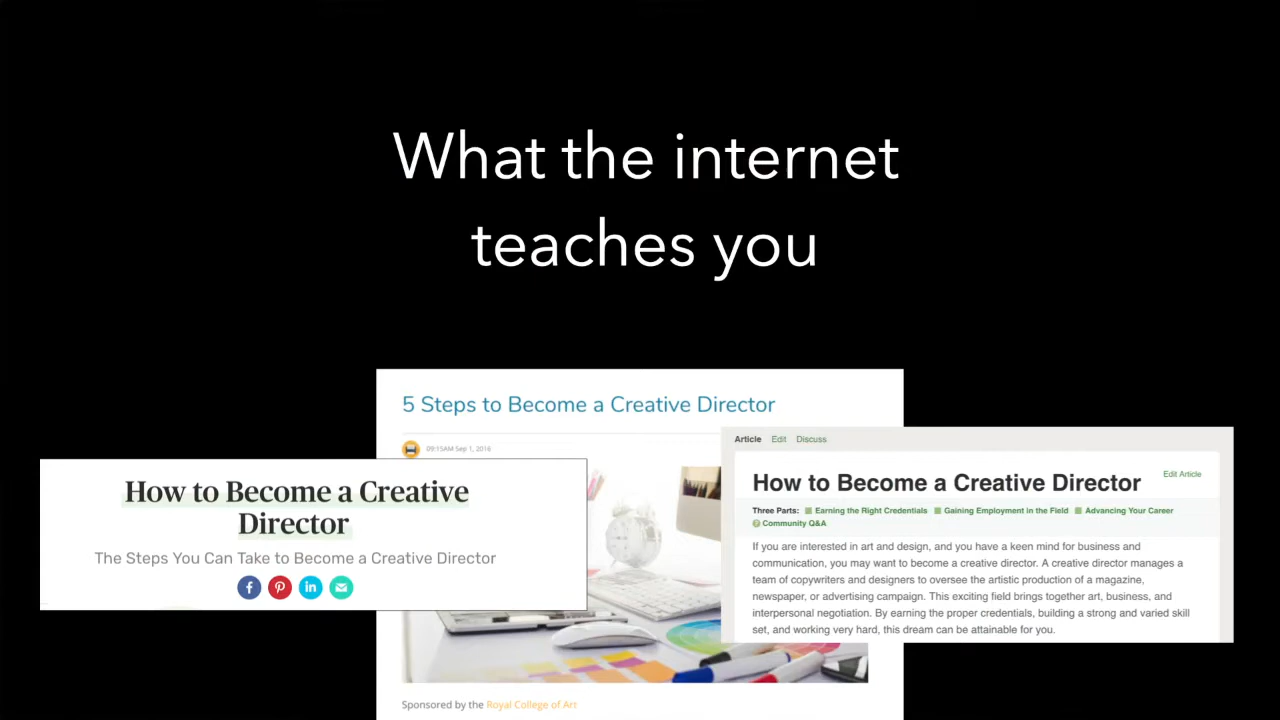 What the internet
teaches you
5 Steps to Become a Creative Director
09:15AM Sep 1, 2016
How to Become a Creative
Director
The Steps You Can Take to Become a Creative Director
f
in
Sponsored by the Royal College of Art
Article Edit Discuss
How to Become a Creative Director
Edit Article
Three Parts: Earning the Right Credentials Gaining Employment in the Field Advancing Your Career
? Community Q&A
If you are interested in art and design, and you have a keen mind for business and
communication, you may want to become a creative director. A creative director manages a
team of copywriters and designers to oversee the artistic production of a magazine,
newspaper, or advertising campaign. This exciting field brings together art, business, and
interpersonal negotiation. By earning the proper credentials, building a strong and varied skill
set, and working very hard, this dream can be attainable for you.